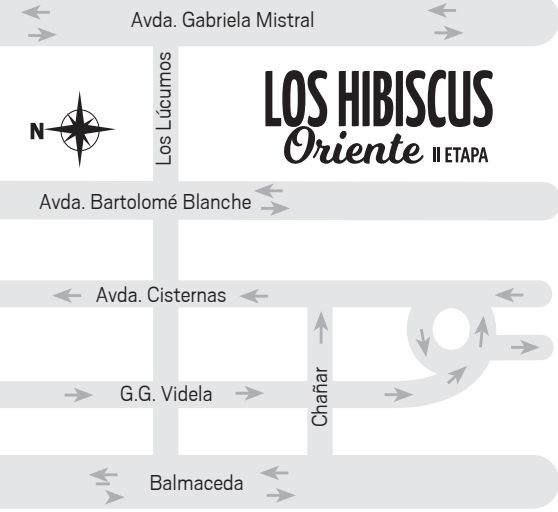 Avda. Gabriela Mistral
Los Lúcumos
LOS HIBISCUS
Oriente II ETAPA
N
Avda. Bartolomé Blanche
Avda. Cisternas
G.G. Videla
Chañar
Balmaceda